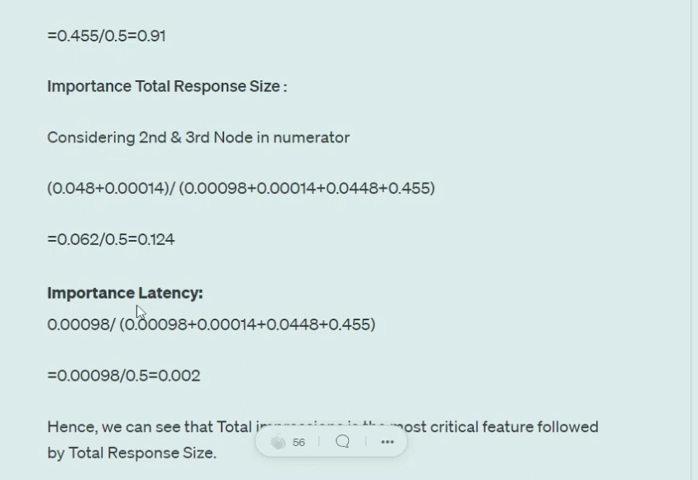 =0.455/0.5=0.91
Importance Total Response Size :
Considering 2nd & 3rd Node in numerator
(0.048+0.00014)/ (0.00098+0.00014+0.0448+0.455)
=0.062/0.5=0.124
Importance Latency:
0.00098/ (0.00098+0.00014+0.0448+0.455)
=0.00098/0.5=0.002
Hence, we can see that Total impressions is the most critical feature followed
56
by Total Response Size.